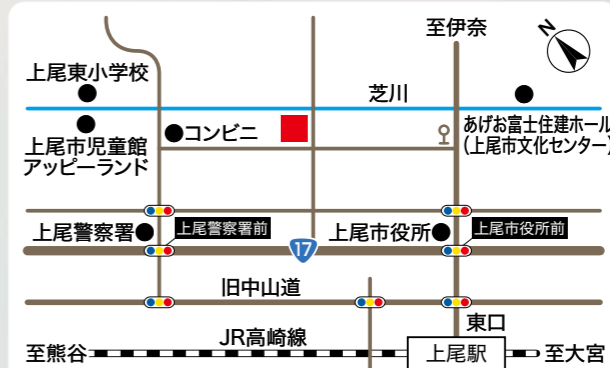 至伊奈
N
上尾東小学校
芝川
上尾市児童館
アッピーランド
コンビニ
あげお富士住建ホール
(上尾市文化センター)
上尾警察署
上尾警察署前
上尾市役所
上尾市役所前
17
旧中山道
東口
JR高崎線
至熊谷
上尾駅
至大宮